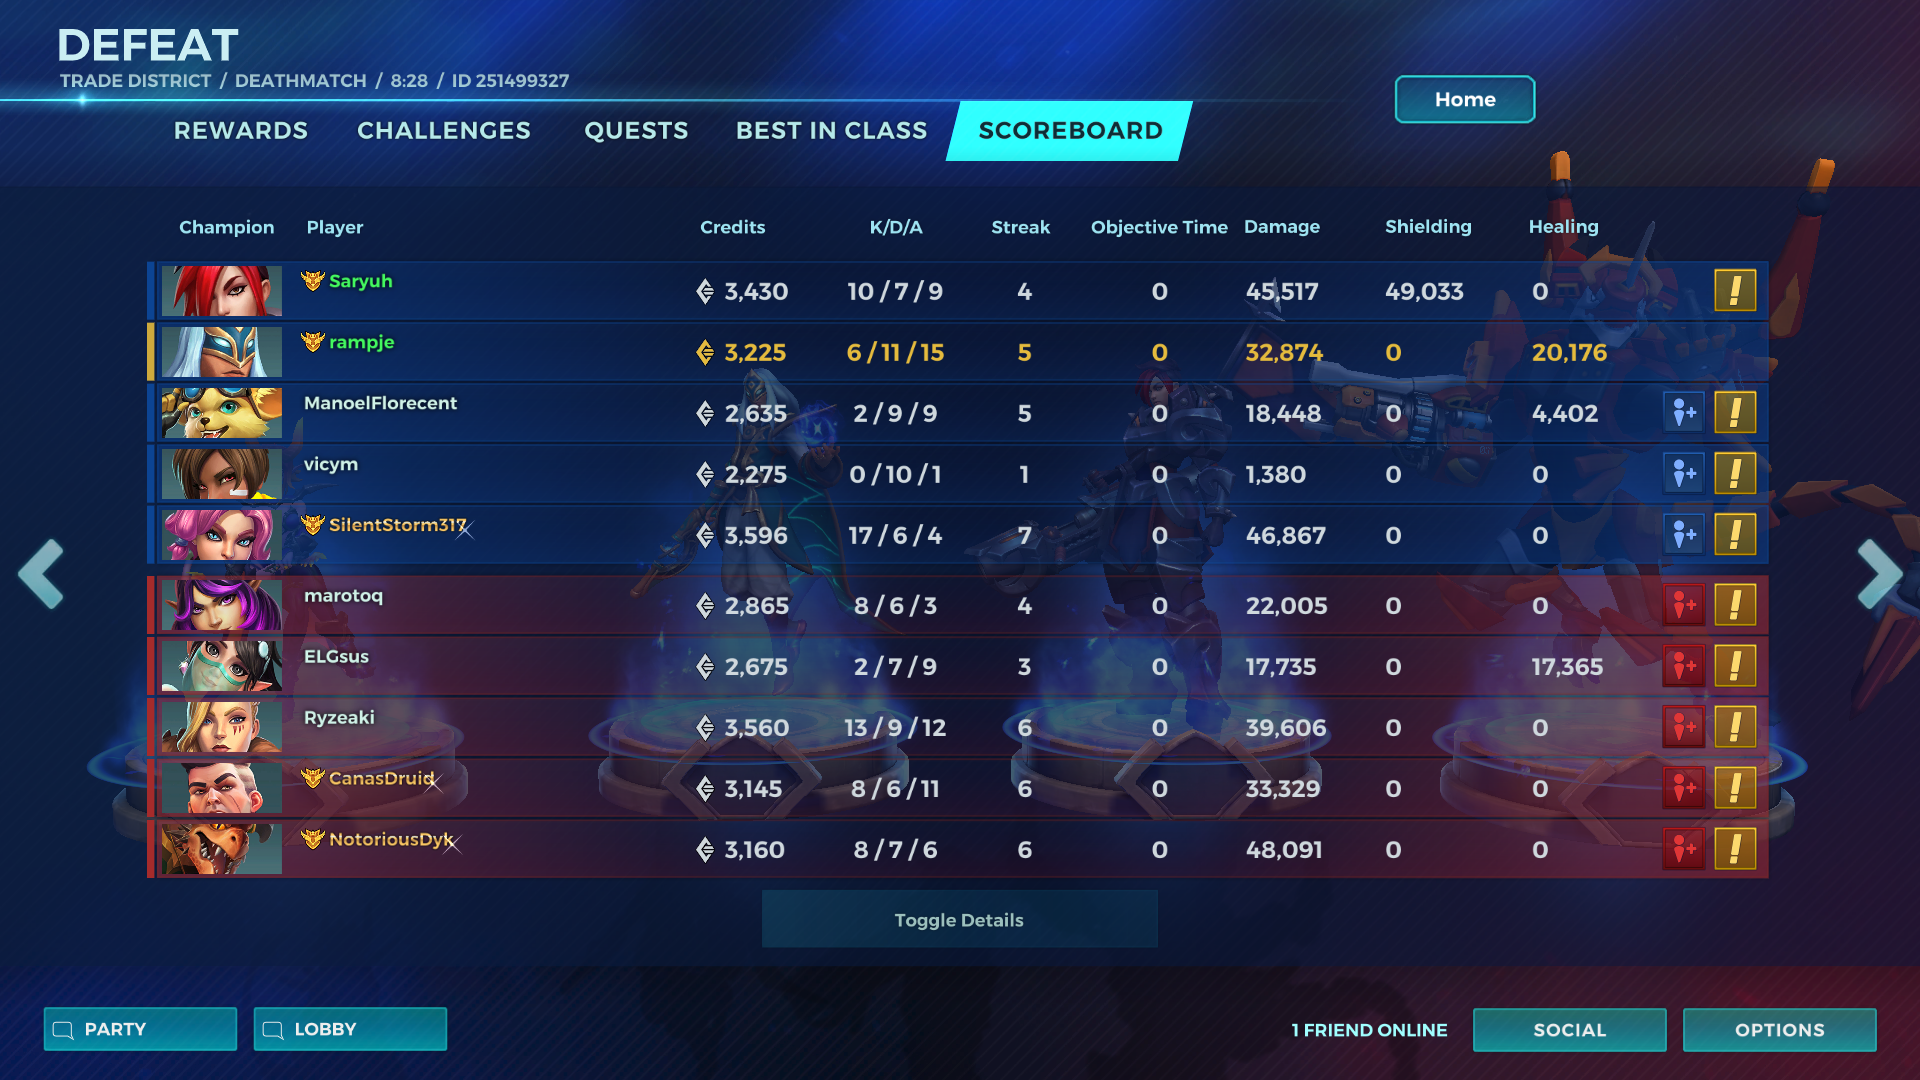 DEFEAT
TRADE DISTRICT / DEATHMATCH / 8:28 / ID 251499327
Home
REWARDS CHALLENGES QUESTS BEST IN CLASS SCOREBOARD
Champion Player Credits K/D/A Streak Objective Time Damage Shielding Healing
Saryuh 3,430 10 / 7 / 9 4 0 45,517 49,033 0
rampje 3,225 6 / 11 / 15 5 0 32,874 0 20,176
ManoelFlorecent 2,635 2 / 9 / 9 5 0 18,448 0 4,402
vicym 2,275 0 / 10 / 1 1 0 1,380 0 0
SilentStorm317 3,596 17 / 6 / 4 7 0 46,867 0 0
marotoq 2,865 8 / 6 / 3 4 0 22,005 0 0
ELGsus 2,675 2 / 7 / 9 3 0 17,735 0 17,365
Ryzeaki 3,560 13 / 9 / 12 6 0 39,606 0 0
CanasDruid 3,145 8 / 6 / 11 6 0 33,329 0 0
NotoriousDyk 3,160 8 / 7 / 6 6 0 48,091 0 0
Toggle Details
PARTY LOBBY 1 FRIEND ONLINE SOCIAL OPTIONS